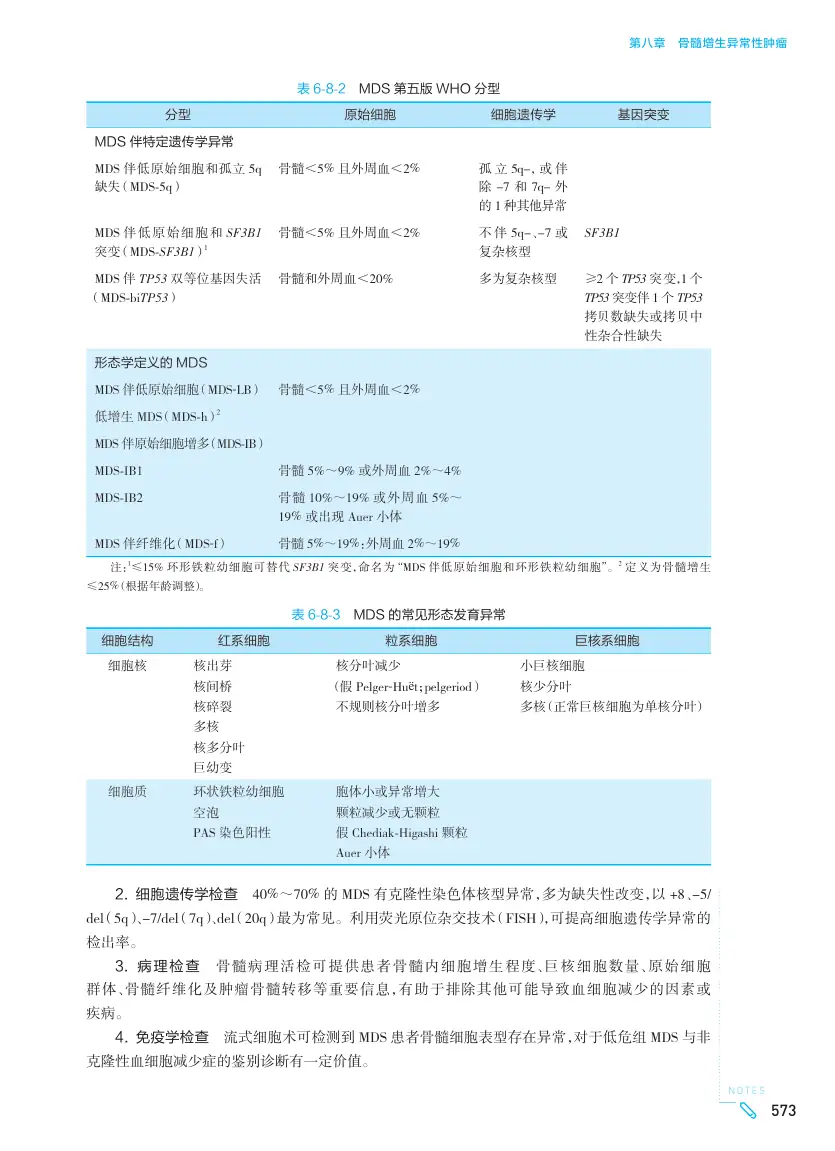 第八章 骨髓增生异常性肿瘤
表 6-8-2 MDS 第五版 WHO 分型
分型 原始细胞 细胞遗传学 基因突变
MDS 伴特定遗传学异常
MDS 伴低原始细胞和孤立 5q 骨髓<5% 且外周血<2% 孤立 5q–, 或伴
缺失(MDS-5q) 除 –7 和 7q– 外
的 1 种其他异常
MDS 伴低原始细胞和 SF3B1 骨髓<5% 且外周血<2% 不伴 5q–、–7 或 SF3B1
突变(MDS-SF3B1)¹ 复杂核型
MDS 伴 TP53 双等位基因失活 骨髓和外周血<20% 多为复杂核型 ≥2 个 TP53 突变,1 个
(MDS-biTP53) TP53 突变伴 1 个 TP53
拷贝数缺失或拷贝中
性杂合性缺失
形态学定义的 MDS
MDS 伴低原始细胞(MDS-LB) 骨髓<5% 且外周血<2%
低增生 MDS(MDS-h)²
MDS 伴原始细胞增多(MDS-IB)
MDS-IB1 骨髓 5%~9% 或外周血 2%~4%
MDS-IB2 骨髓 10%~19% 或外周血 5%~
19% 或出现 Auer 小体
MDS 伴纤维化(MDS-f) 骨髓 5%~19%;外周血 2%~19%
注:¹≤15% 环形铁粒幼细胞可替代 SF3B1 突变,命名为“MDS 伴低原始细胞和环形铁粒幼细胞”。² 定义为骨髓增生
≤25%(根据年龄调整)。
表 6-8-3 MDS 的常见形态发育异常
细胞结构 红系细胞 粒系细胞 巨核系细胞
细胞核 核出芽 核分叶减少 小巨核细胞
核间桥 (假 Pelger-Huët;pelgeriod) 核少分叶
核碎裂 不规则核分叶增多 多核(正常巨核细胞为单核分叶)
多核
核多分叶
巨幼变
细胞质 环状铁粒幼细胞 胞体小或异常增大
空泡 颗粒减少或无颗粒
PAS 染色阳性 假 Chediak-Higashi 颗粒
Auer 小体
2. 细胞遗传学检查 40%~70% 的 MDS 有克隆性染色体核型异常,多为缺失性改变,以 +8、–5/
del(5q)、–7/del(7q)、del(20q)最为常见。利用荧光原位杂交技术(FISH),可提高细胞遗传学异常的
检出率。
3. 病理检查 骨髓病理活检可提供患者骨髓内细胞增生程度、巨核细胞数量、原始细胞
群体、骨髓纤维化及肿瘤骨髓转移等重要信息,有助于排除其他可能导致血细胞减少的因素或
疾病。
4. 免疫学检查 流式细胞术可检测到 MDS 患者骨髓细胞表型存在异常,对于低危组 MDS 与非
克隆性血细胞减少症的鉴别诊断有一定价值。
NOTES
573